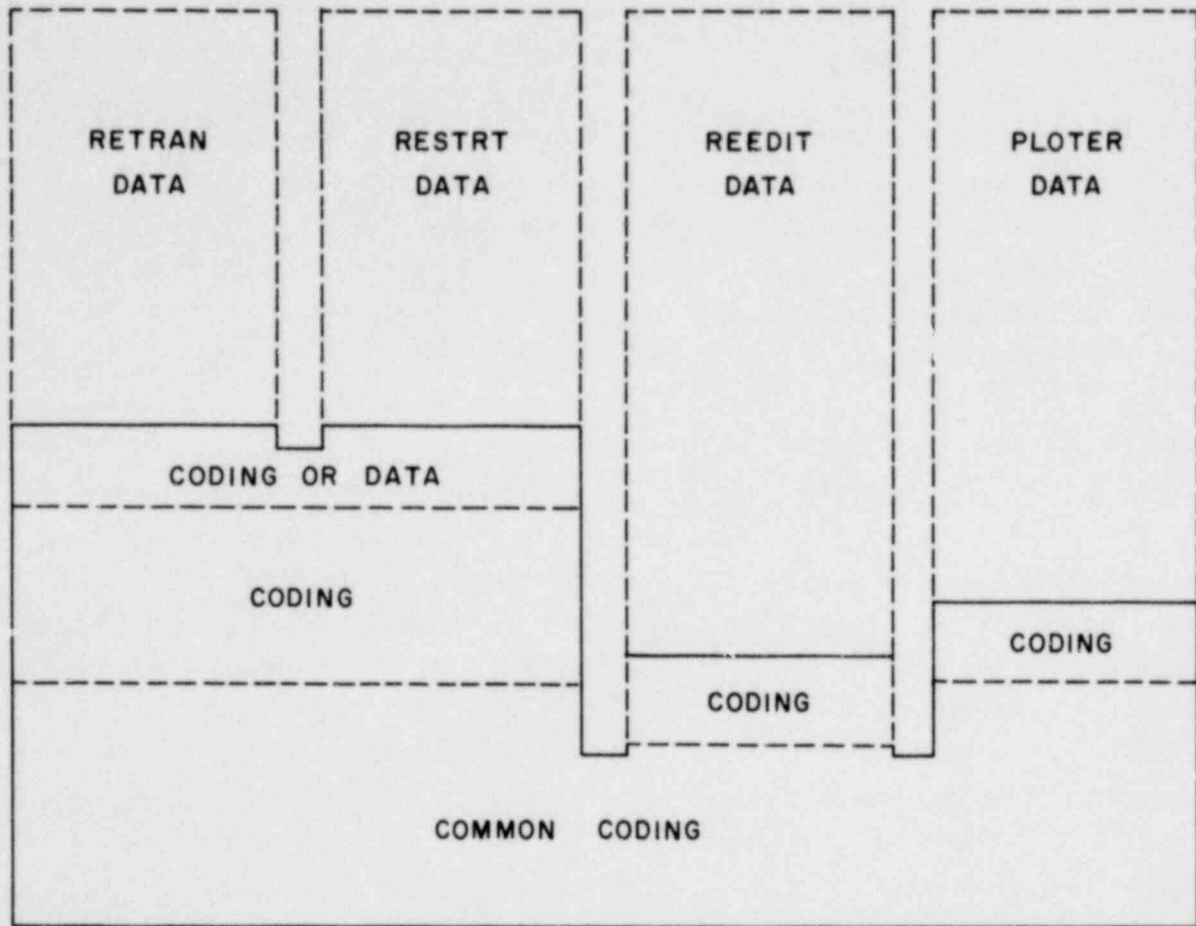 RETRAN
DATA
RESTRT
DATA
REEDIT
DATA
PLOTER
DATA
CODING OR DATA
CODING
CODING
CODING
COMMON CODING